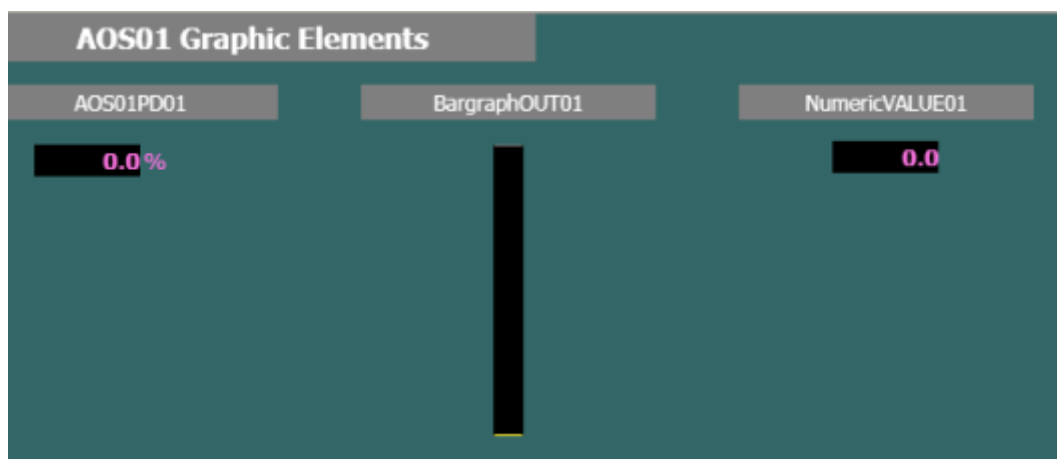 AOS01 Graphic Elements
AOS01PD01 BargraphOUT01 NumericVALUE01
0.0% 0.0